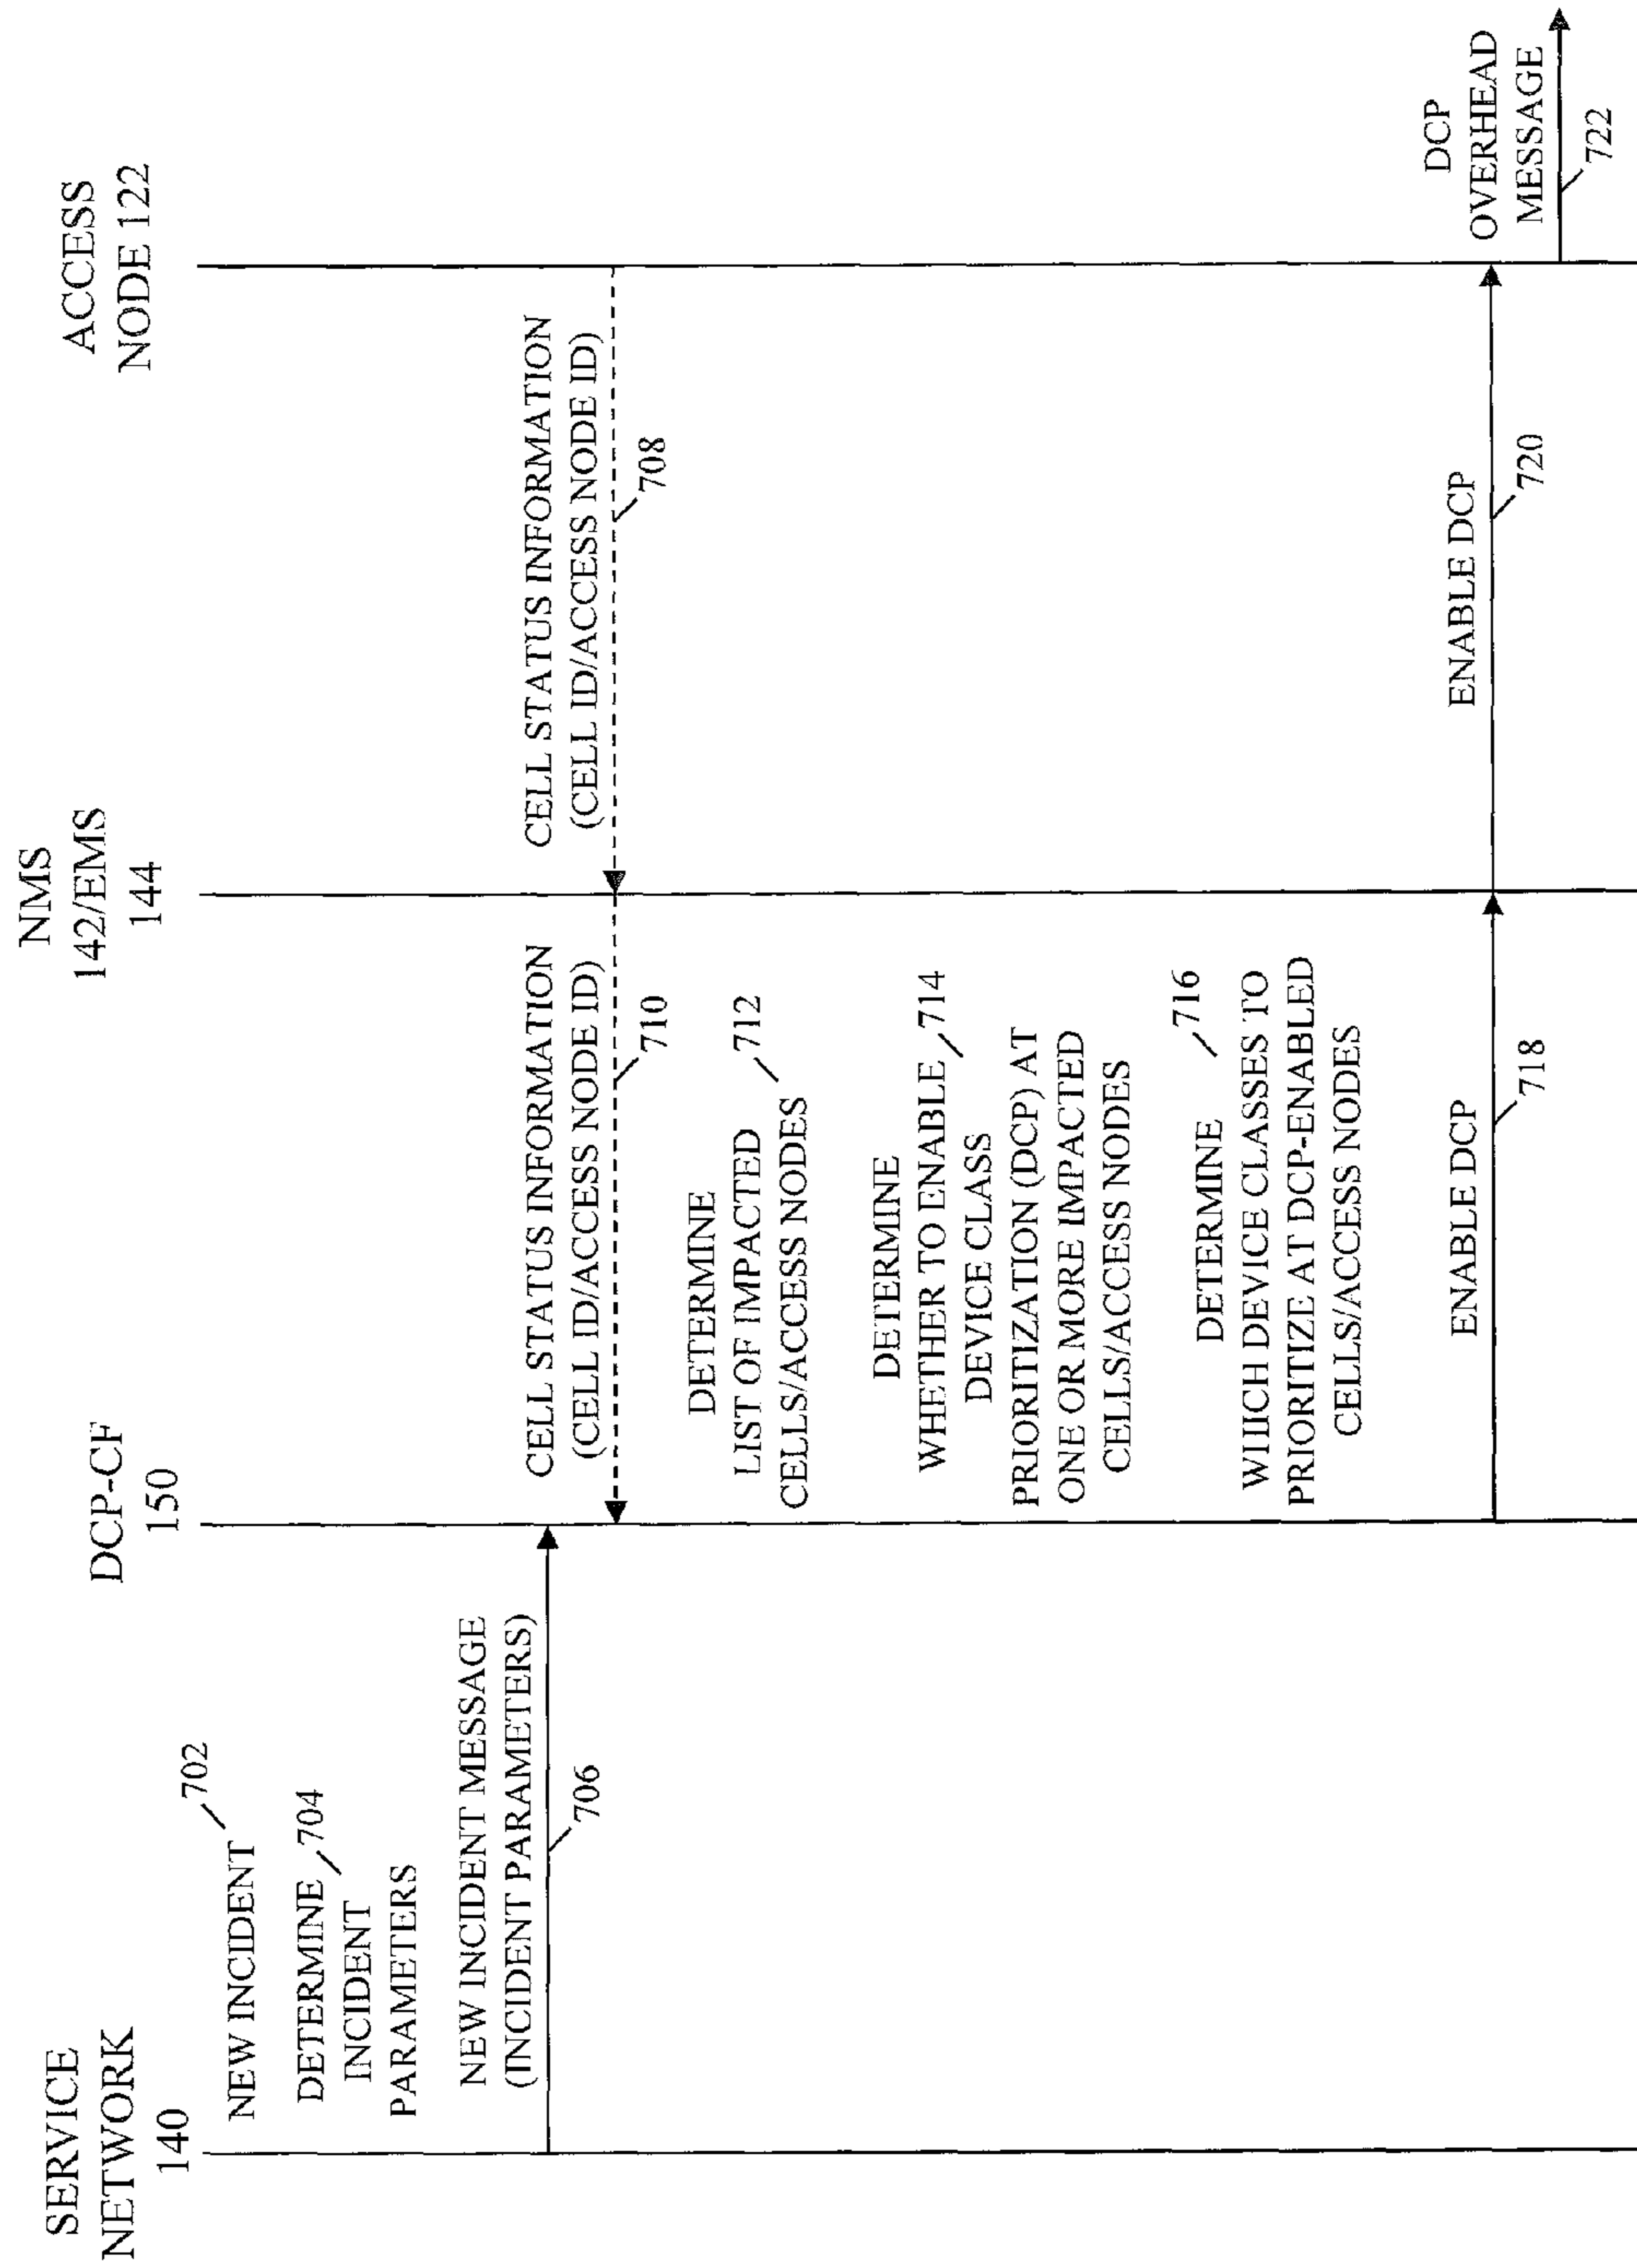 SERVICE
NETWORK
140
DCP-CF
150
NMS
142/EMS
144
ACCESS
NODE 122
NEW INCIDENT
702
DETERMINE
704
INCIDENT
PARAMETERS
NEW INCIDENT MESSAGE
(INCIDENT PARAMETERS)
706
CELL STATUS INFORMATION
(CELL ID/ACCESS NODE ID)
708
CELL STATUS INFORMATION
(CELL ID/ACCESS NODE ID)
710
DETERMINE
LIST OF IMPACTED
712
CELLS/ACCESS NODES
DETERMINE
WHETHER TO ENABLE
714
DEVICE CLASS
PRIORITIZATION (DCP) AT
ONE OR MORE IMPACTED
CELLS/ACCESS NODES
DETERMINE
716
WHICH DEVICE CLASSES TO
PRIORITIZE AT DCP-ENABLED
CELLS/ACCESS NODES
ENABLE DCP
718
ENABLE DCP
720
DCP
OVERHEAD
MESSAGE
722